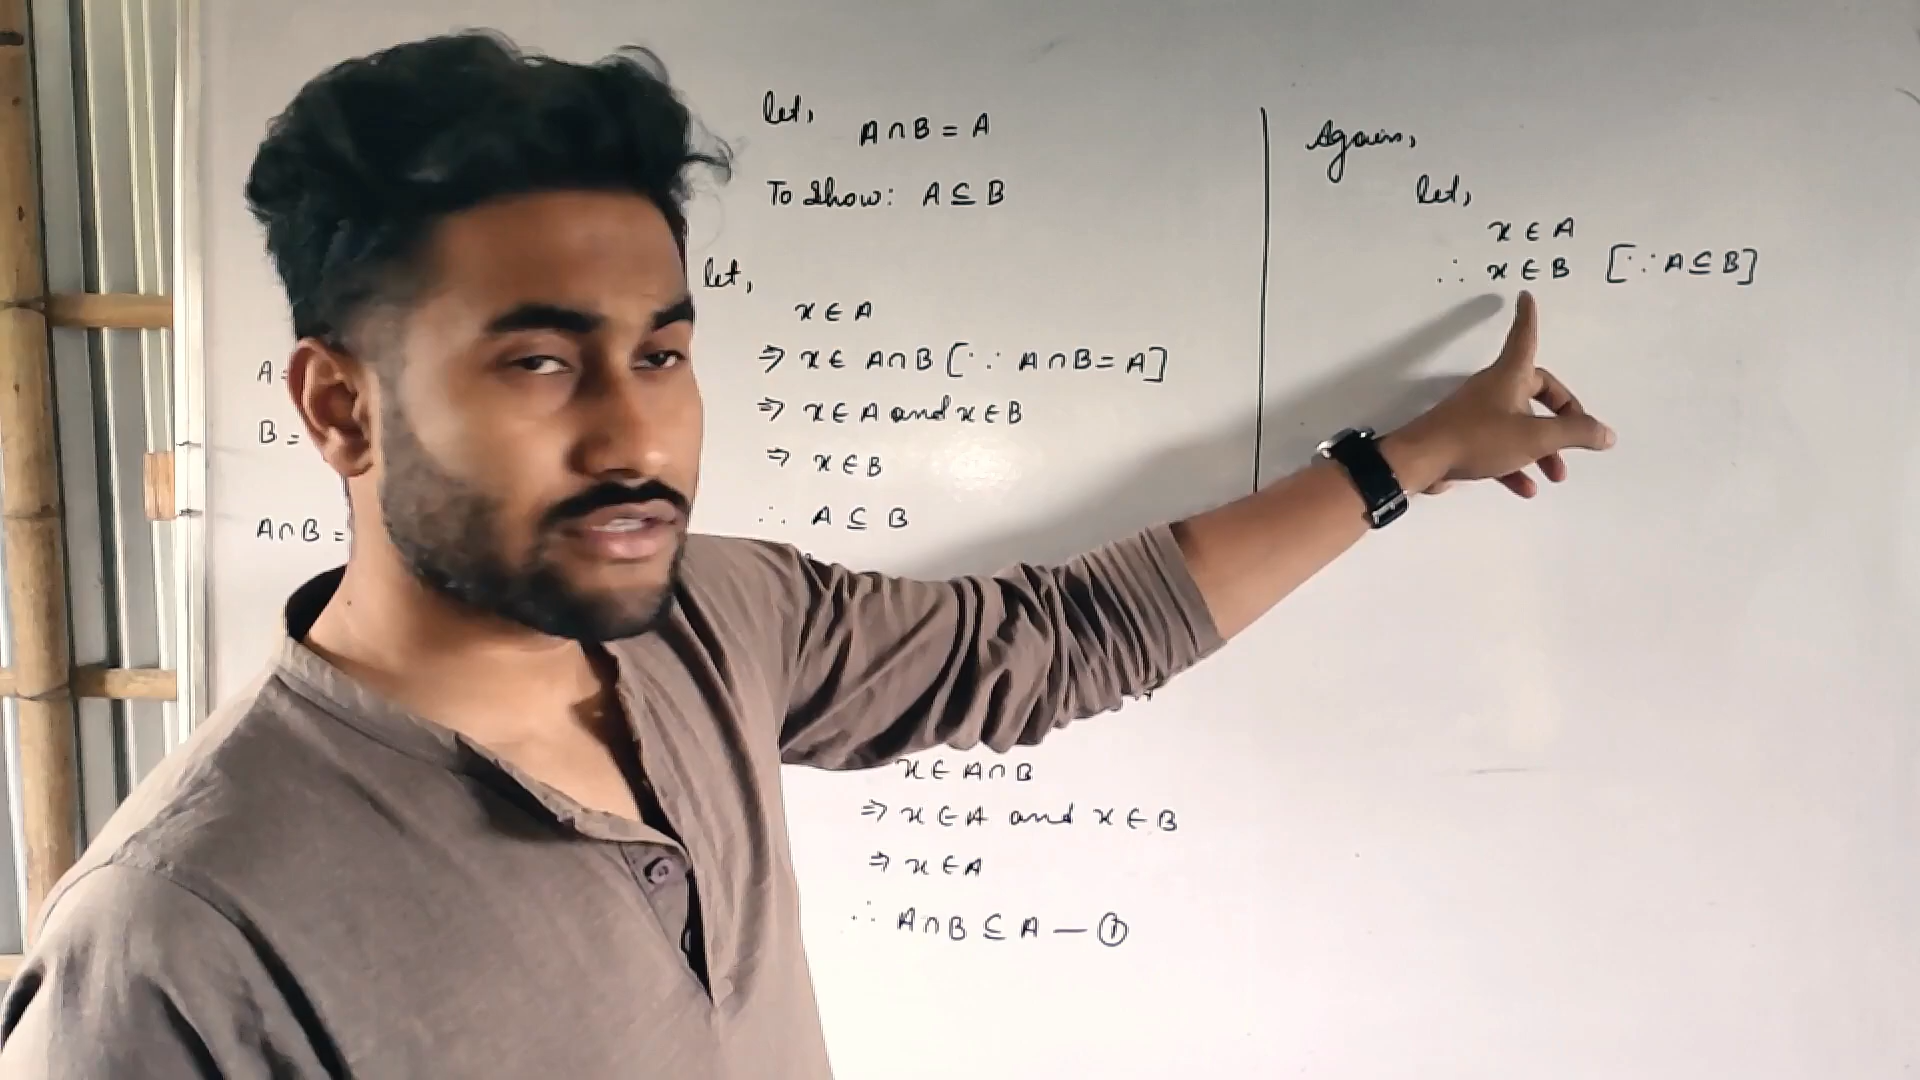 let,
A ∩ B = A
To Show: A ⊆ B
let,
x ∈ A
⇒ x ∈ A ∩ B [∵ A ∩ B = A]
⇒ x ∈ A and x ∈ B
⇒ x ∈ B
∴ A ⊆ B
A =
B =
A ∩ B =
x ∈ A ∩ B
⇒ x ∈ A and x ∈ B
⇒ x ∈ A
∴ A ∩ B ⊆ A — ①
Again,
let,
x ∈ A
∴ x ∈ B [∵ A ⊆ B]